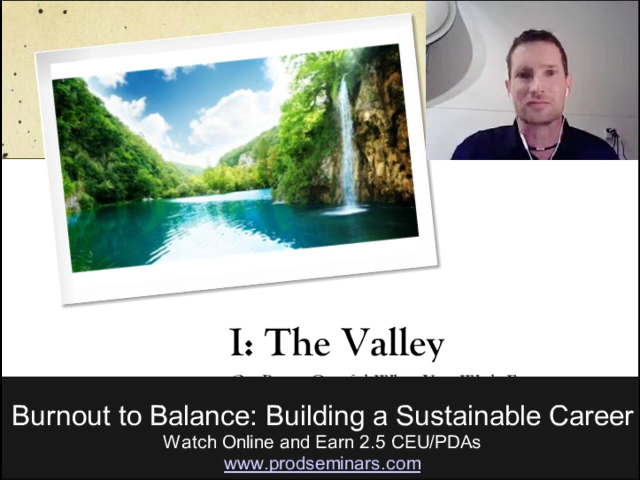 I: The Valley
Burnout to Balance: Building a Sustainable Career
Watch Online and Earn 2.5 CEU/PDAs
www.prodseminars.com